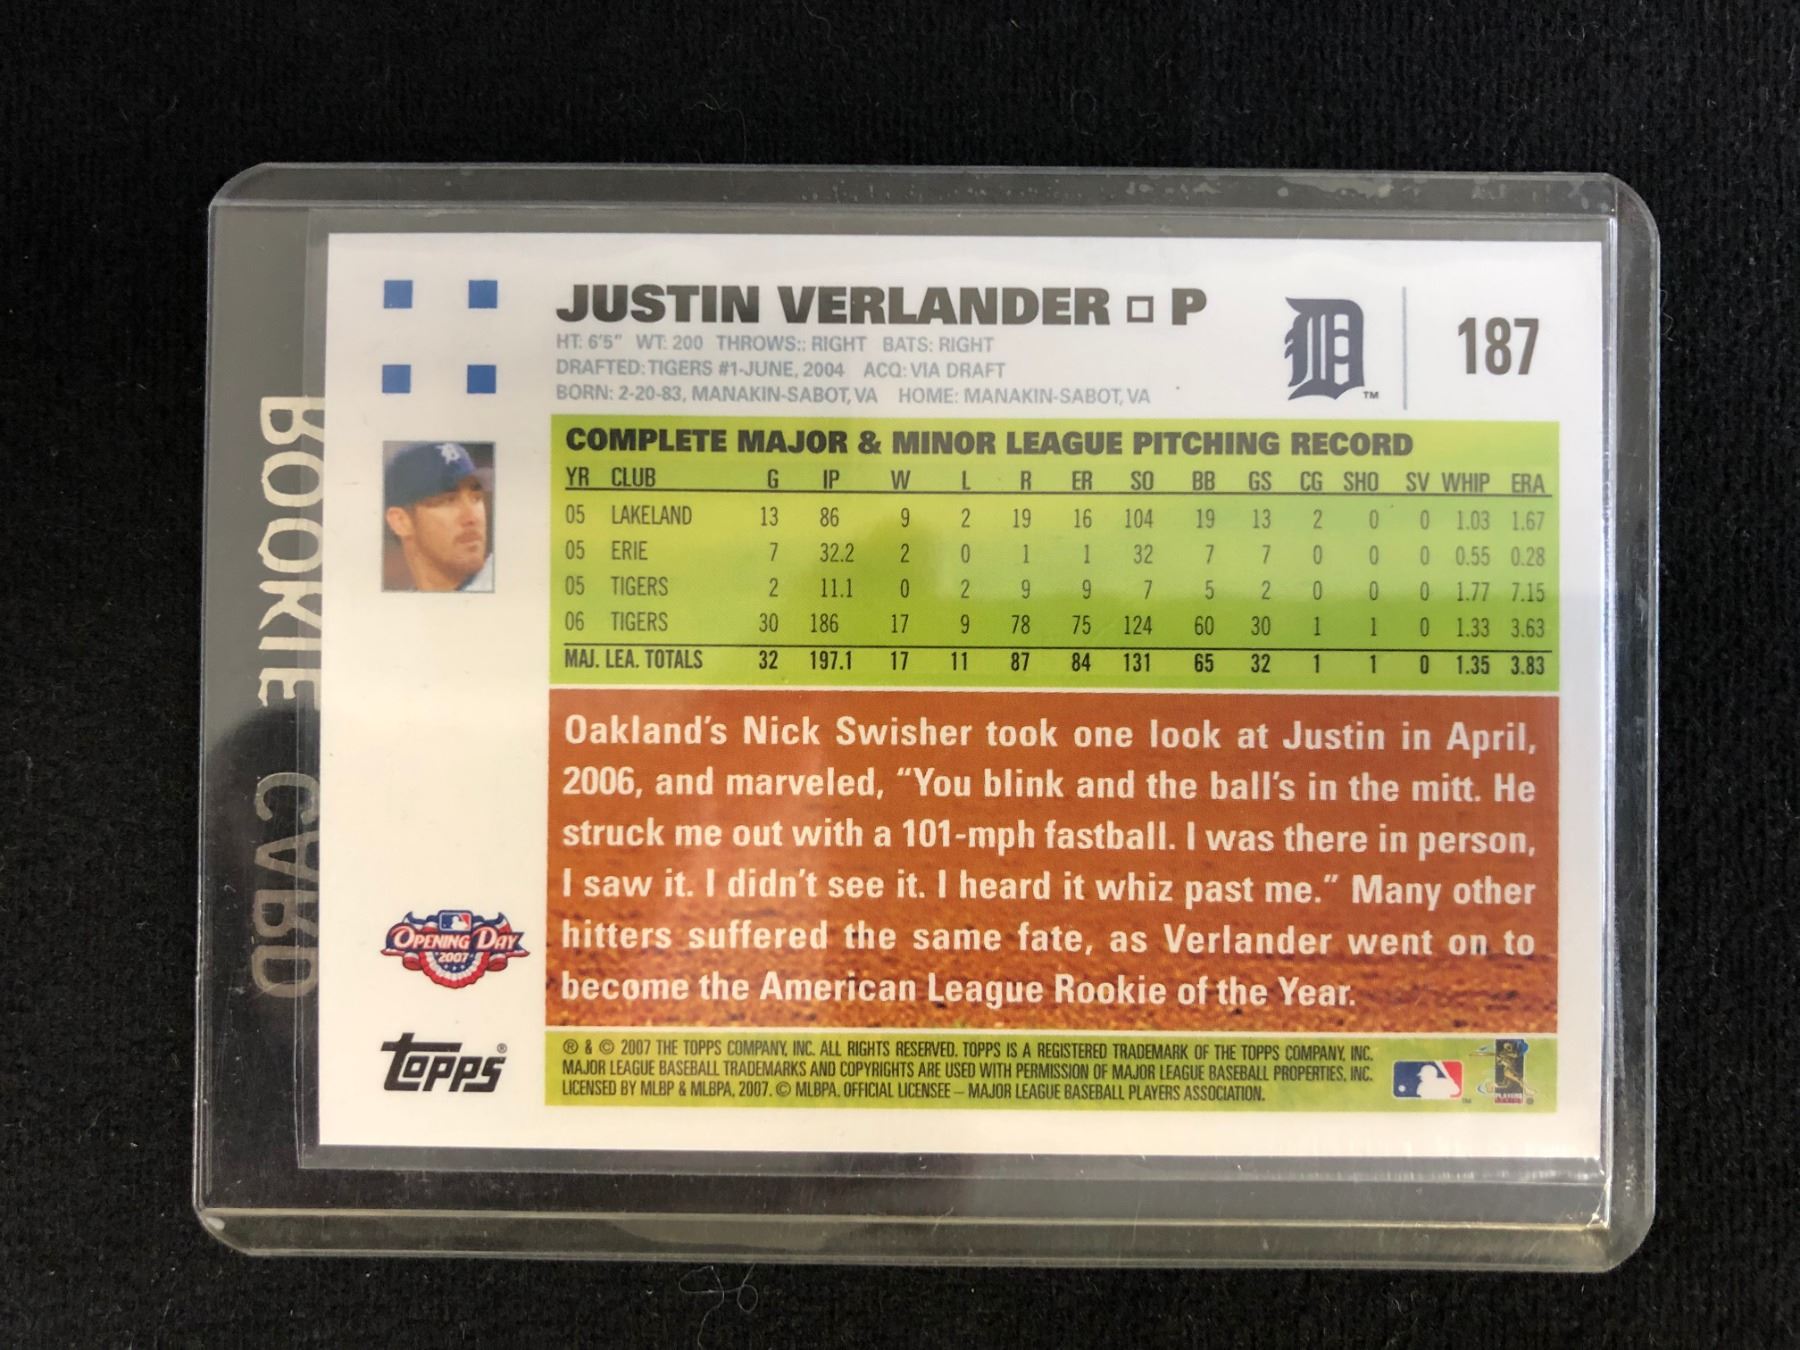 JUSTIN VERLANDER □ P
187
HT: 6'5" WT: 200 THROWS:: RIGHT BATS: RIGHT
DRAFTED: TIGERS #1-JUNE, 2004 ACQ: VIA DRAFT
BORN: 2-20-83, MANAKIN-SABOT, VA HOME: MANAKIN-SABOT, VA
D™
COMPLETE MAJOR & MINOR LEAGUE PITCHING RECORD
YR CLUB G IP W L R ER SO BB GS CG SHO SV WHIP ERA
05 LAKELAND 13 86 9 2 19 16 104 19 13 2 0 0 1.03 1.67
05 ERIE 7 32.2 2 0 1 1 32 7 7 0 0 0 0.55 0.28
05 TIGERS 2 11.1 0 2 9 9 7 5 2 0 0 0 1.77 7.15
06 TIGERS 30 186 17 9 78 75 124 60 30 1 1 0 1.33 3.63
MAJ. LEA. TOTALS 32 197.1 17 11 87 84 131 65 32 1 1 0 1.35 3.83
Oakland's Nick Swisher took one look at Justin in April,
2006, and marveled, "You blink and the ball's in the mitt. He
struck me out with a 101-mph fastball. I was there in person,
I saw it. I didn't see it. I heard it whiz past me." Many other
hitters suffered the same fate, as Verlander went on to
become the American League Rookie of the Year.
OPENING DAY
2007
Topps®
® & © 2007 THE TOPPS COMPANY, INC. ALL RIGHTS RESERVED. TOPPS IS A REGISTERED TRADEMARK OF THE TOPPS COMPANY, INC.
MAJOR LEAGUE BASEBALL TRADEMARKS AND COPYRIGHTS ARE USED WITH PERMISSION OF MAJOR LEAGUE BASEBALL PROPERTIES, INC.
LICENSED BY MLBP & MLBPA, 2007. © MLBPA. OFFICIAL LICENSEE – MAJOR LEAGUE BASEBALL PLAYERS ASSOCIATION.
ROOKIE CARD